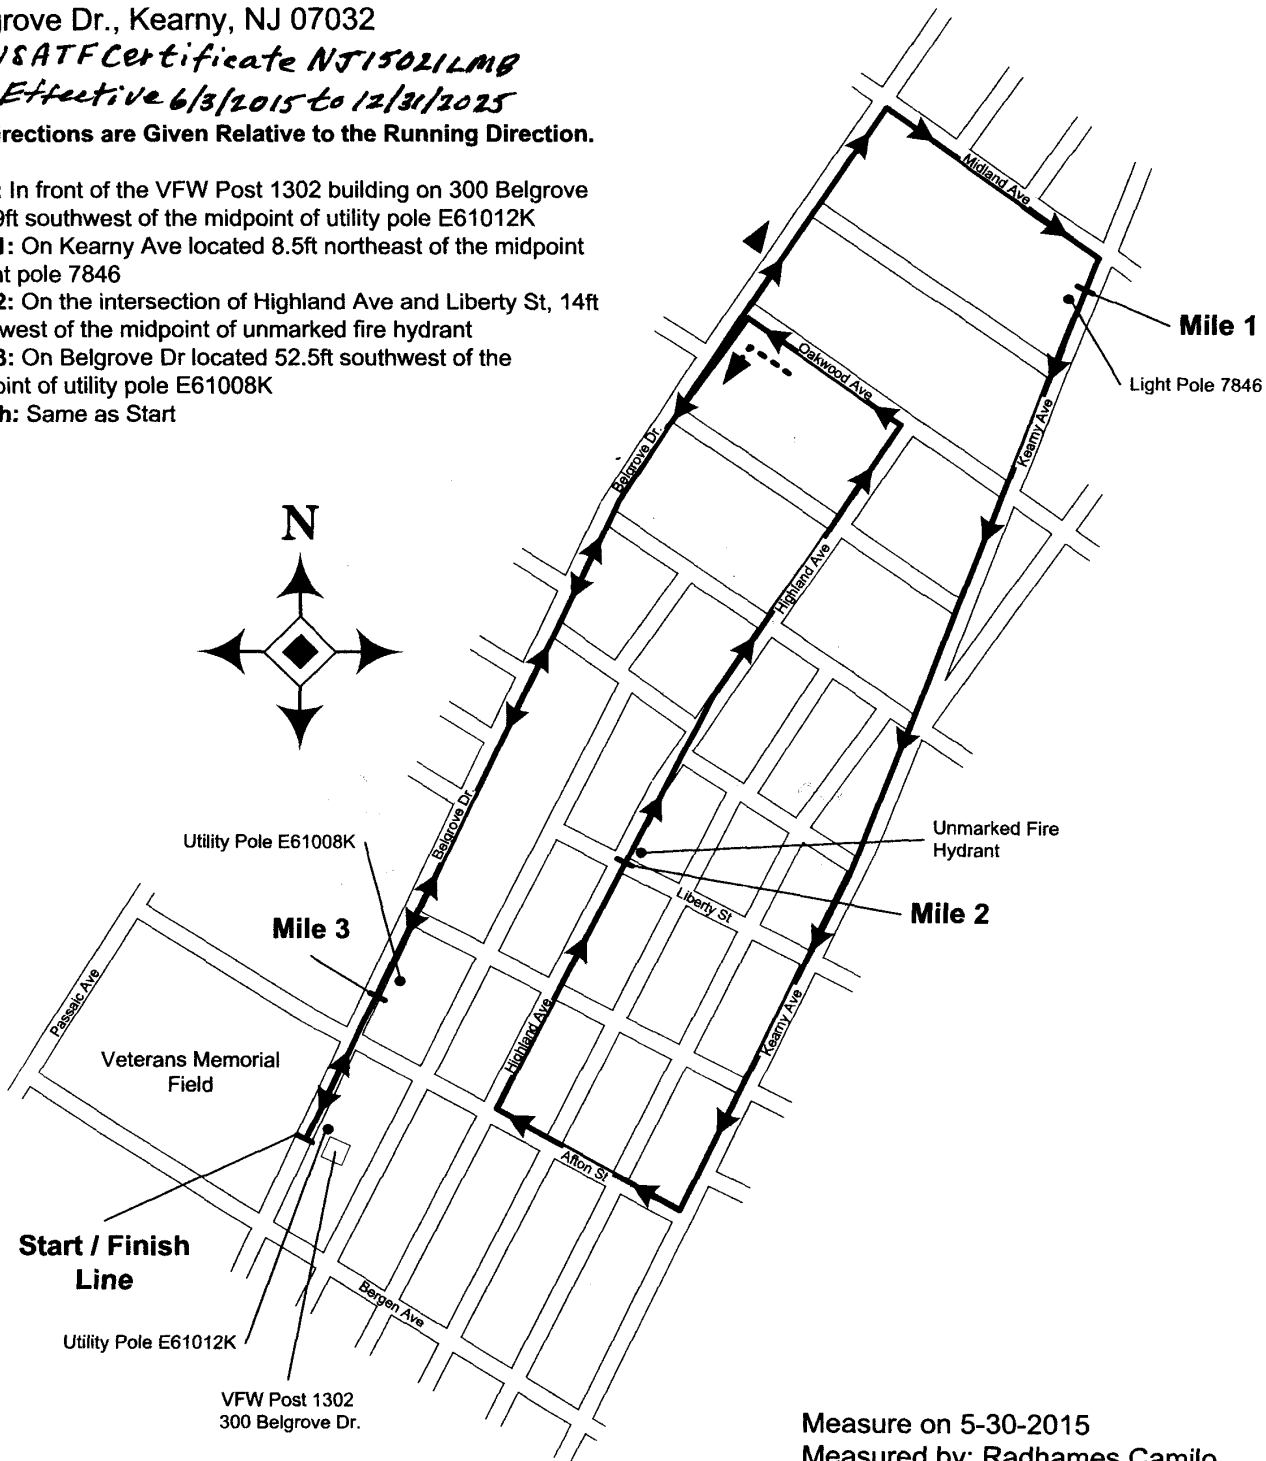 grove Dr., Kearny, NJ 07032
USATF Certificate NJ15021LMB
Effective 6/3/2015 to 12/31/2025
rections are Given Relative to the Running Direction.
: In front of the VFW Post 1302 building on 300 Belgrove
9ft southwest of the midpoint of utility pole E61012K
1: On Kearny Ave located 8.5ft northeast of the midpoint
t pole 7846
2: On the intersection of Highland Ave and Liberty St, 14ft
west of the midpoint of unmarked fire hydrant
3: On Belgrove Dr located 52.5ft southwest of the
oint of utility pole E61008K
h: Same as Start
Midland Ave
Mile 1
Light Pole 7846
Oakwood Ave
Kearny Ave
Belgrove Dr.
N
Highland Ave
Belgrove Dr.
Utility Pole E61008K
Unmarked Fire
Hydrant
Liberty St
Mile 2
Mile 3
Passaic Ave
Highland Ave
Kearny Ave
Veterans Memorial
Field
Afton St
Start / Finish
Line
Bergen Ave
Utility Pole E61012K
VFW Post 1302
300 Belgrove Dr.
Measure on 5-30-2015
Measured by: Radhames Camilo